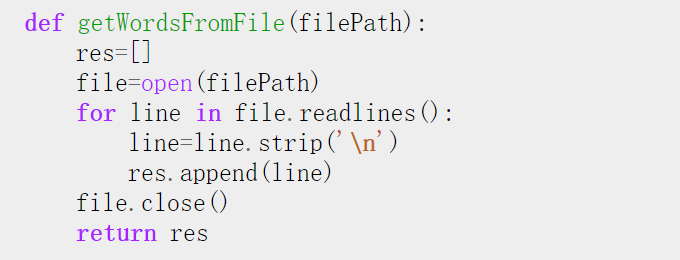 def getWordsFromFile(filePath):
    res=[]
    file=open(filePath)
    for line in file.readlines():
        line=line.strip('\n')
        res.append(line)
    file.close()
    return res